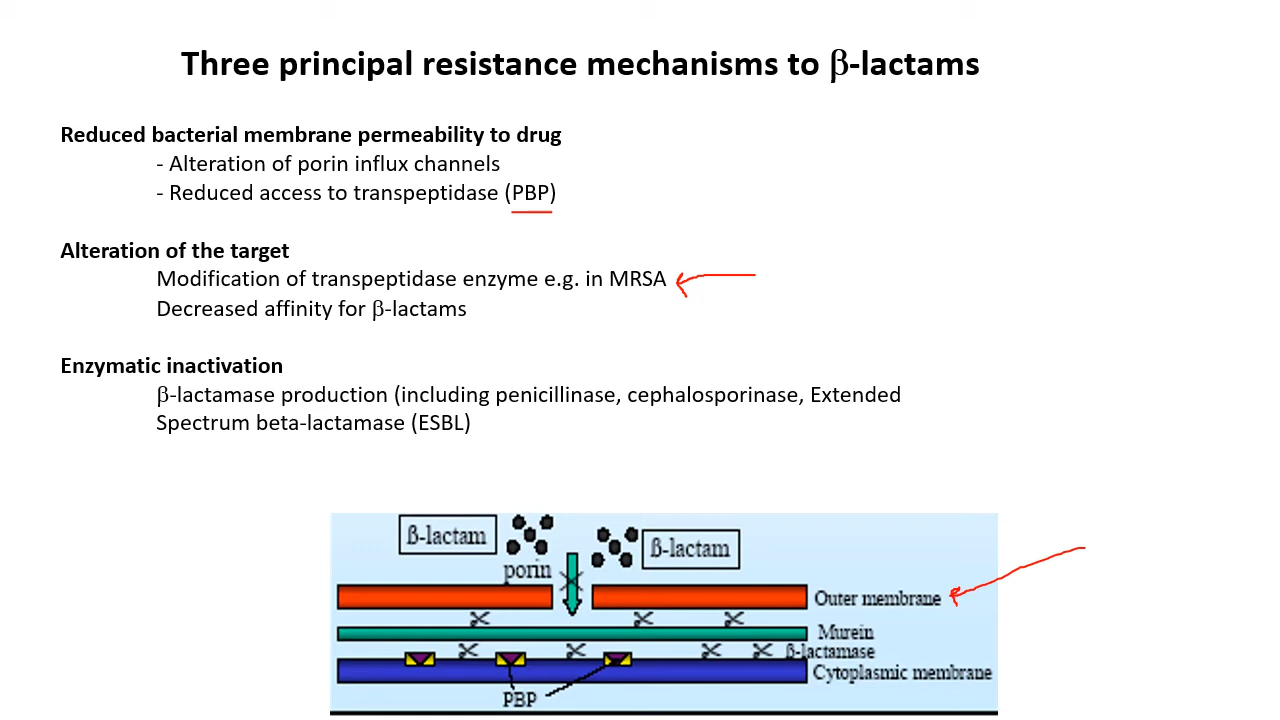 Three principal resistance mechanisms to β-lactams
Reduced bacterial membrane permeability to drug
- Alteration of porin influx channels
- Reduced access to transpeptidase (PBP)
Alteration of the target
Modification of transpeptidase enzyme e.g. in MRSA
Decreased affinity for β-lactams
Enzymatic inactivation
β-lactamase production (including penicillinase, cephalosporinase, Extended
Spectrum beta-lactamase (ESBL)
ß-lactam
ß-lactam
porin
Outer membrane
Murein
β-lactamase
Cytoplasmic membrane
PBP